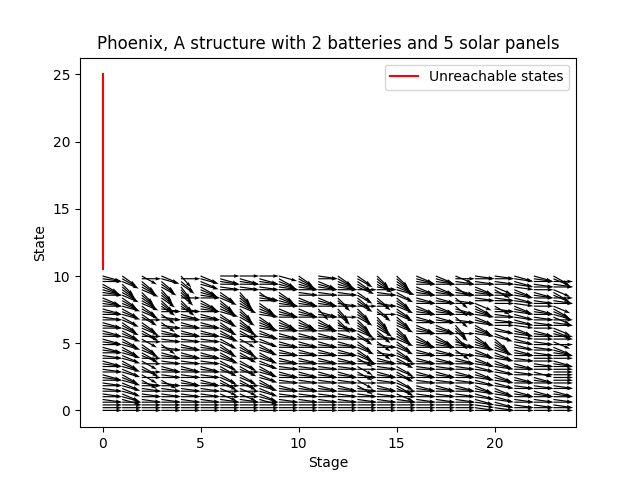 Phoenix, A structure with 2 batteries and 5 solar panels
Unreachable states
25
20
15
10
5
0
State
0 5 10 15 20
Stage